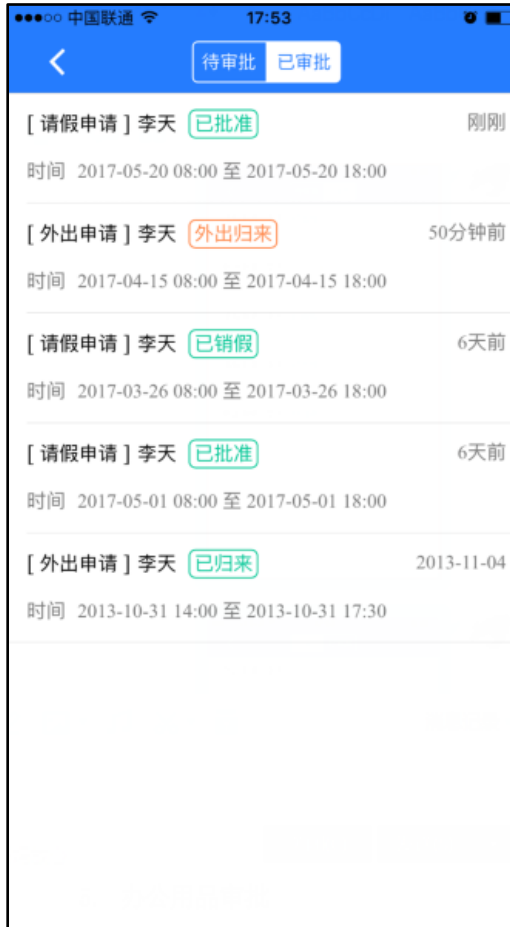 中国联通 17:53
待审批 已审批
[ 请假申请 ] 李天 已批准 刚刚
时间 2017-05-20 08:00 至 2017-05-20 18:00
[ 外出申请 ] 李天 外出归来 50分钟前
时间 2017-04-15 08:00 至 2017-04-15 18:00
[ 请假申请 ] 李天 已销假 6天前
时间 2017-03-26 08:00 至 2017-03-26 18:00
[ 请假申请 ] 李天 已批准 6天前
时间 2017-05-01 08:00 至 2017-05-01 18:00
[ 外出申请 ] 李天 已归来 2013-11-04
时间 2013-10-31 14:00 至 2013-10-31 17:30